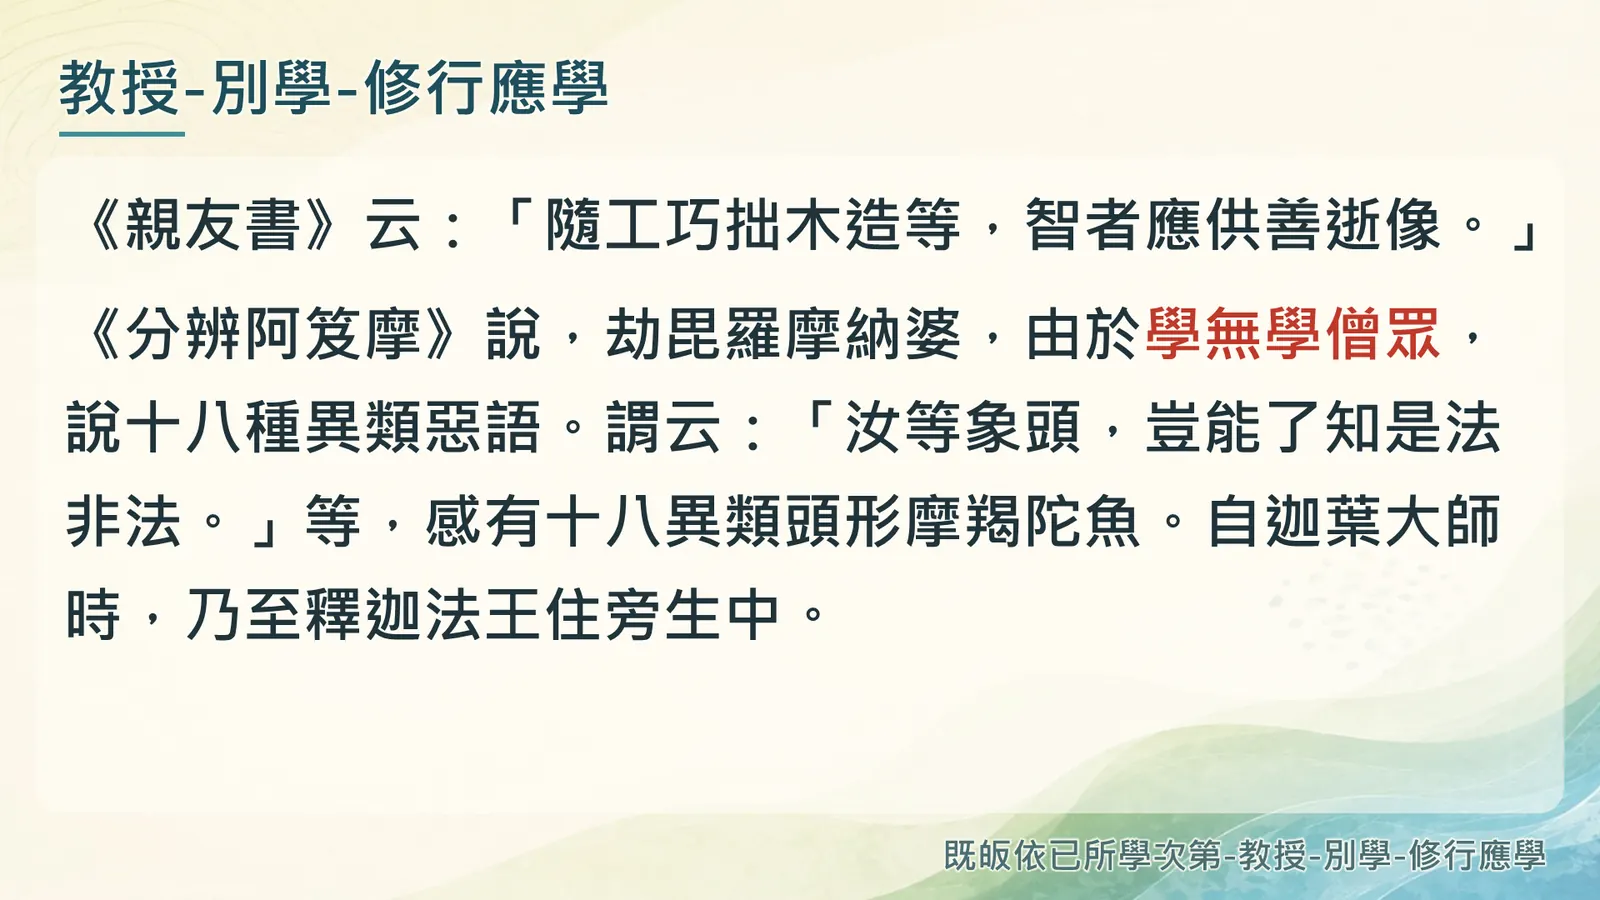 教授-別學-修行應學
《親友書》云：「隨工巧拙木造等，智者應供善逝像。」
《分辨阿笈摩》說，劫毘羅摩納婆，由於學無學僧眾，
說十八種異類惡語。謂云：「汝等象頭，豈能了知是法
非法。」等，感有十八異類頭形摩羯陀魚。自迦葉大師
時，乃至釋迦法王住旁生中。
既皈依已所學次第-教授-別學-修行應學